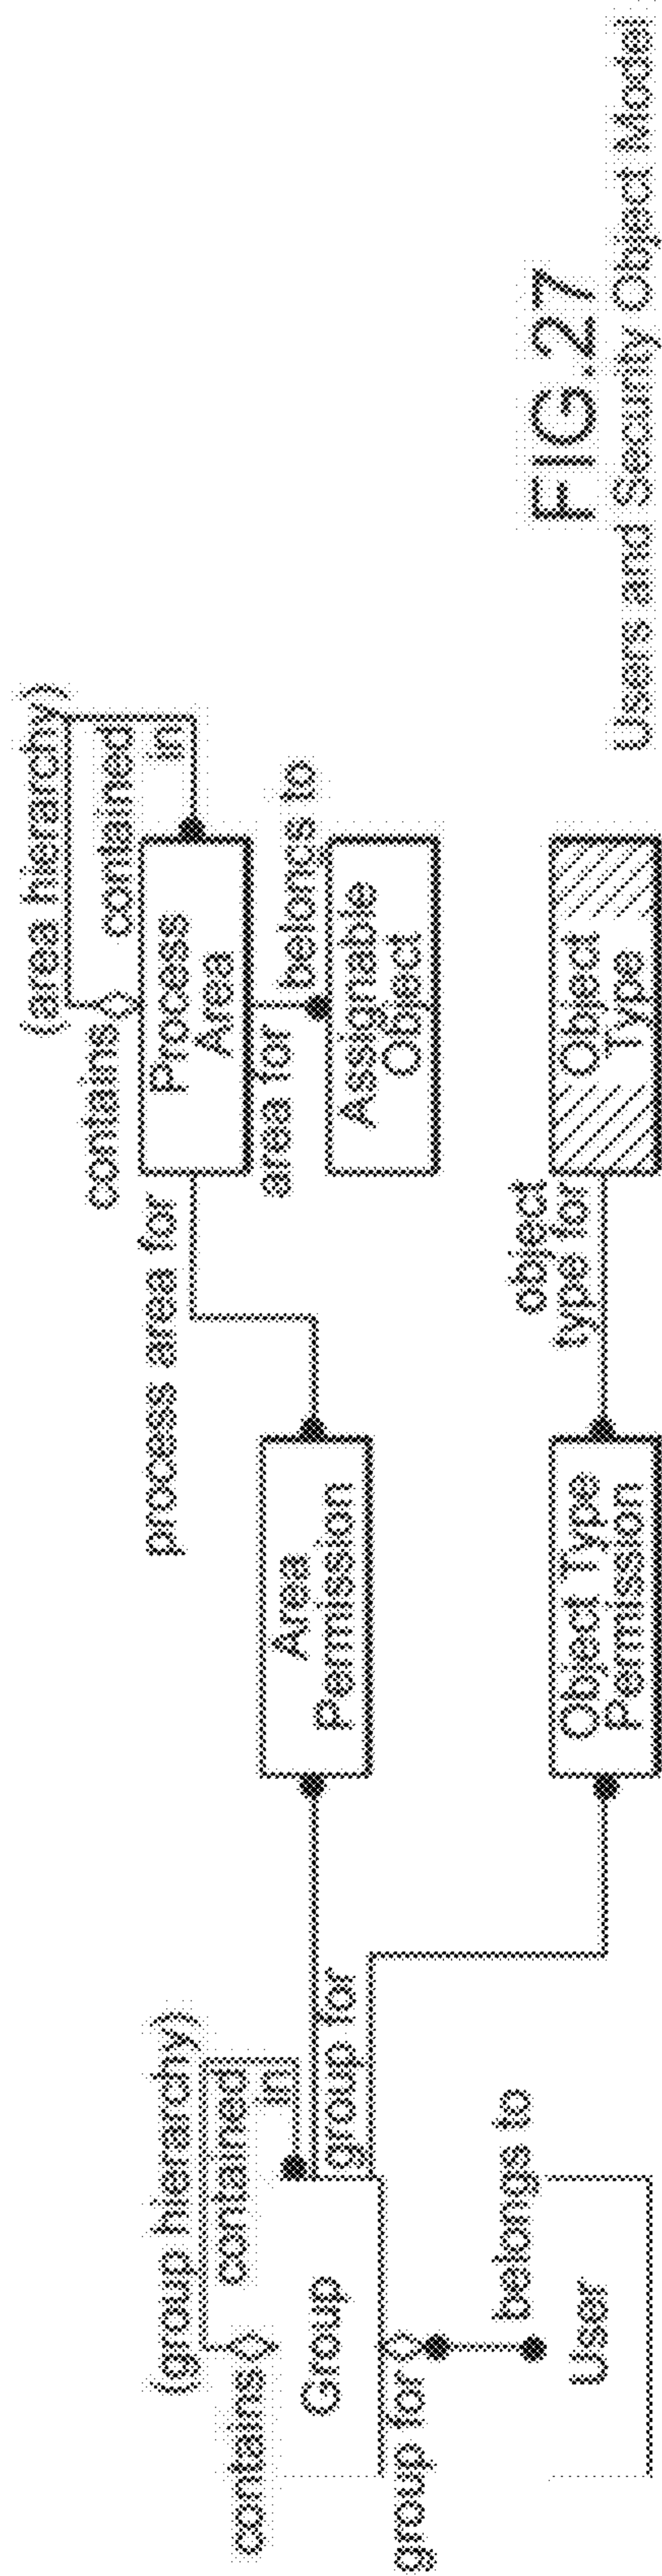 (group hierarchy)
contains
contained
in
Group
group for
group for
belongs to
User
process area for
Area
Permission
Object Type
Permission
(area hierarchy)
contains
contained
in
Process
Area
area for
belongs to
Assignable
Object
object
type for
Object
Type
FIG.27
Users and Security Object Model